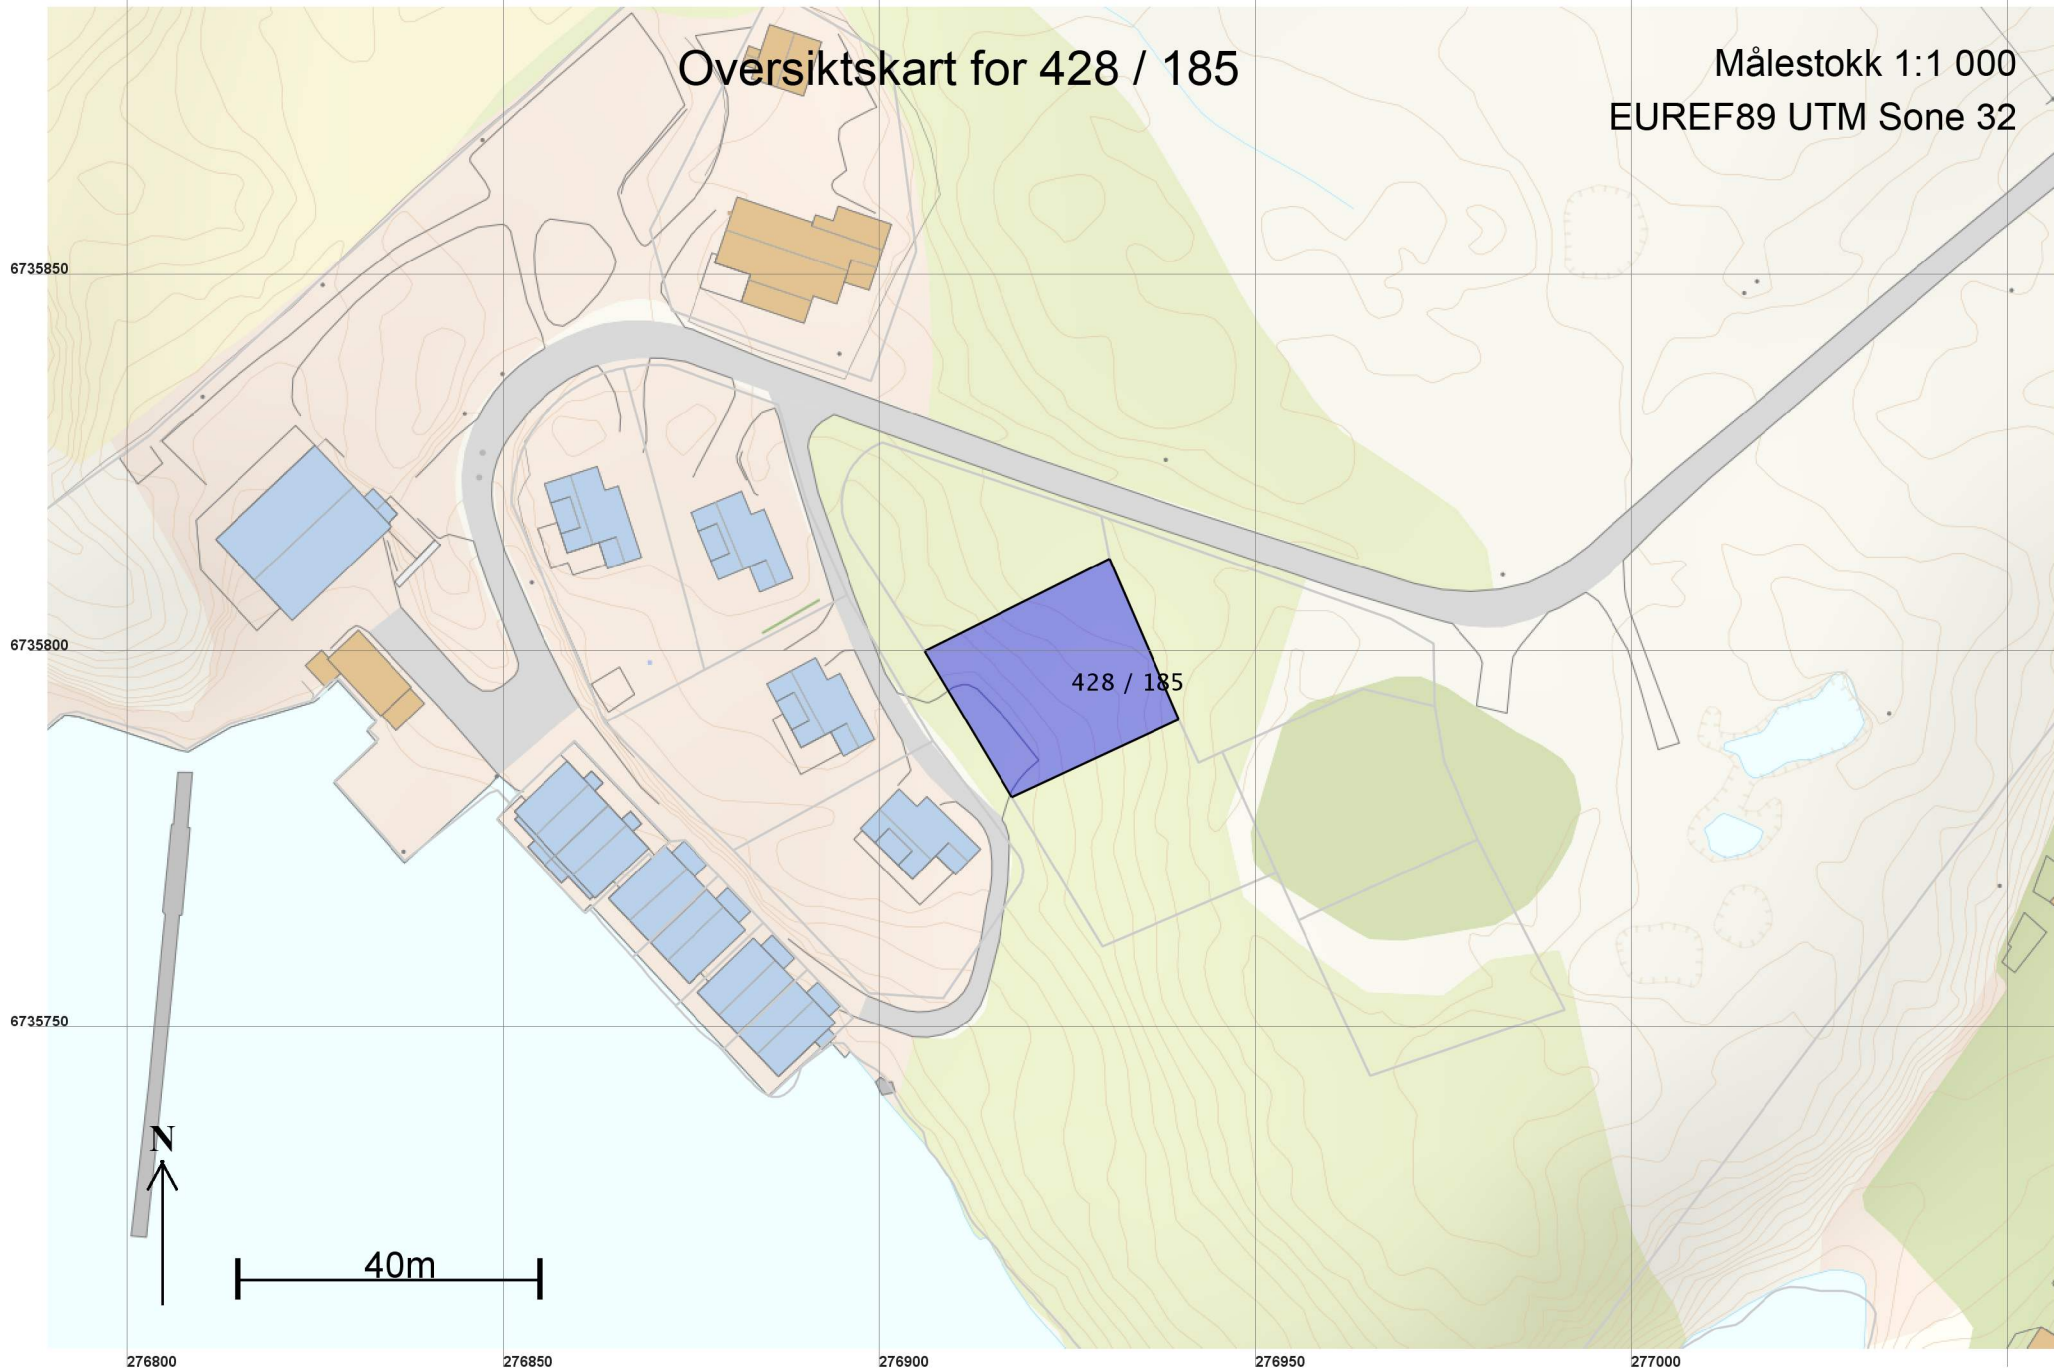 Oversiktskart for 428 / 185
Målestokk 1:1 000
EUREF89 UTM Sone 32
6735850
6735800
428 / 185
6735750
N
40m
276800
276850
276900
276950
277000